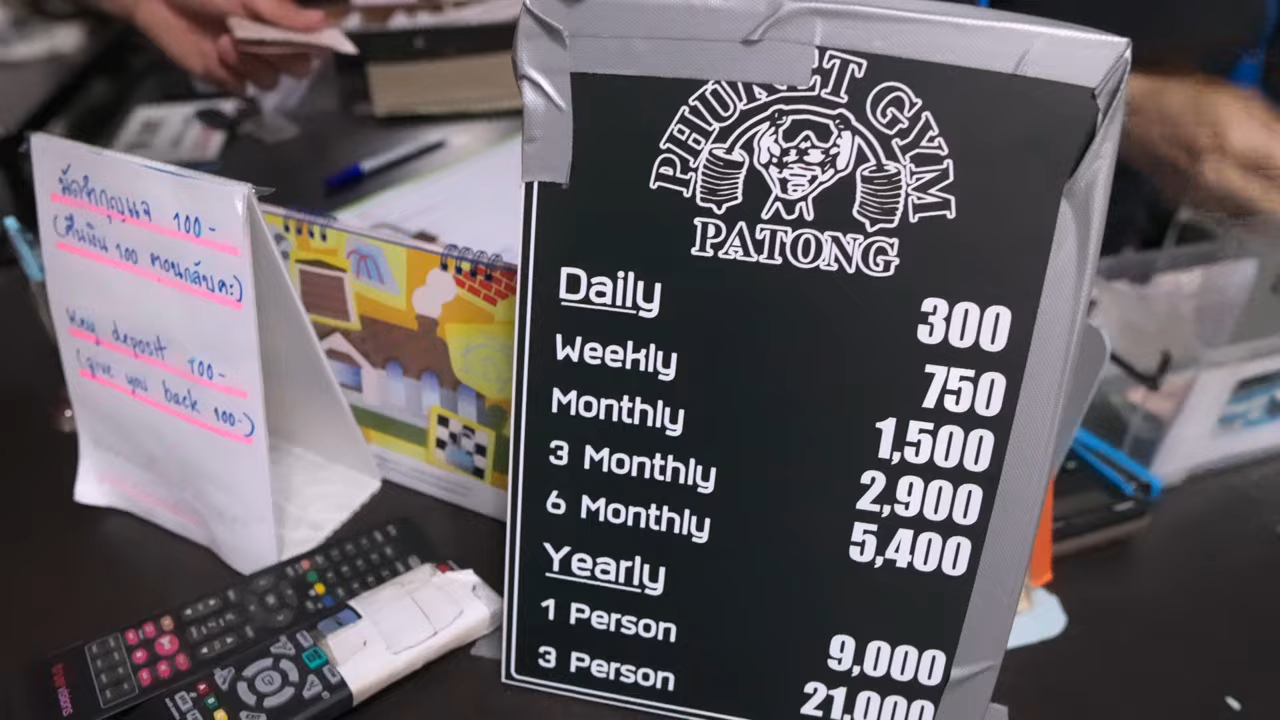 มัดจำกุญแจ 100-
(คืนเงิน 100 ตอนกลับค่ะ)
key deposit 100-
(give you back 100-)
PHUKET GYM
PATONG
Daily 300
Weekly 750
Monthly 1,500
3 Monthly 2,900
6 Monthly 5,400
Yearly
1 Person 9,000
3 Person 21,000
truevisions